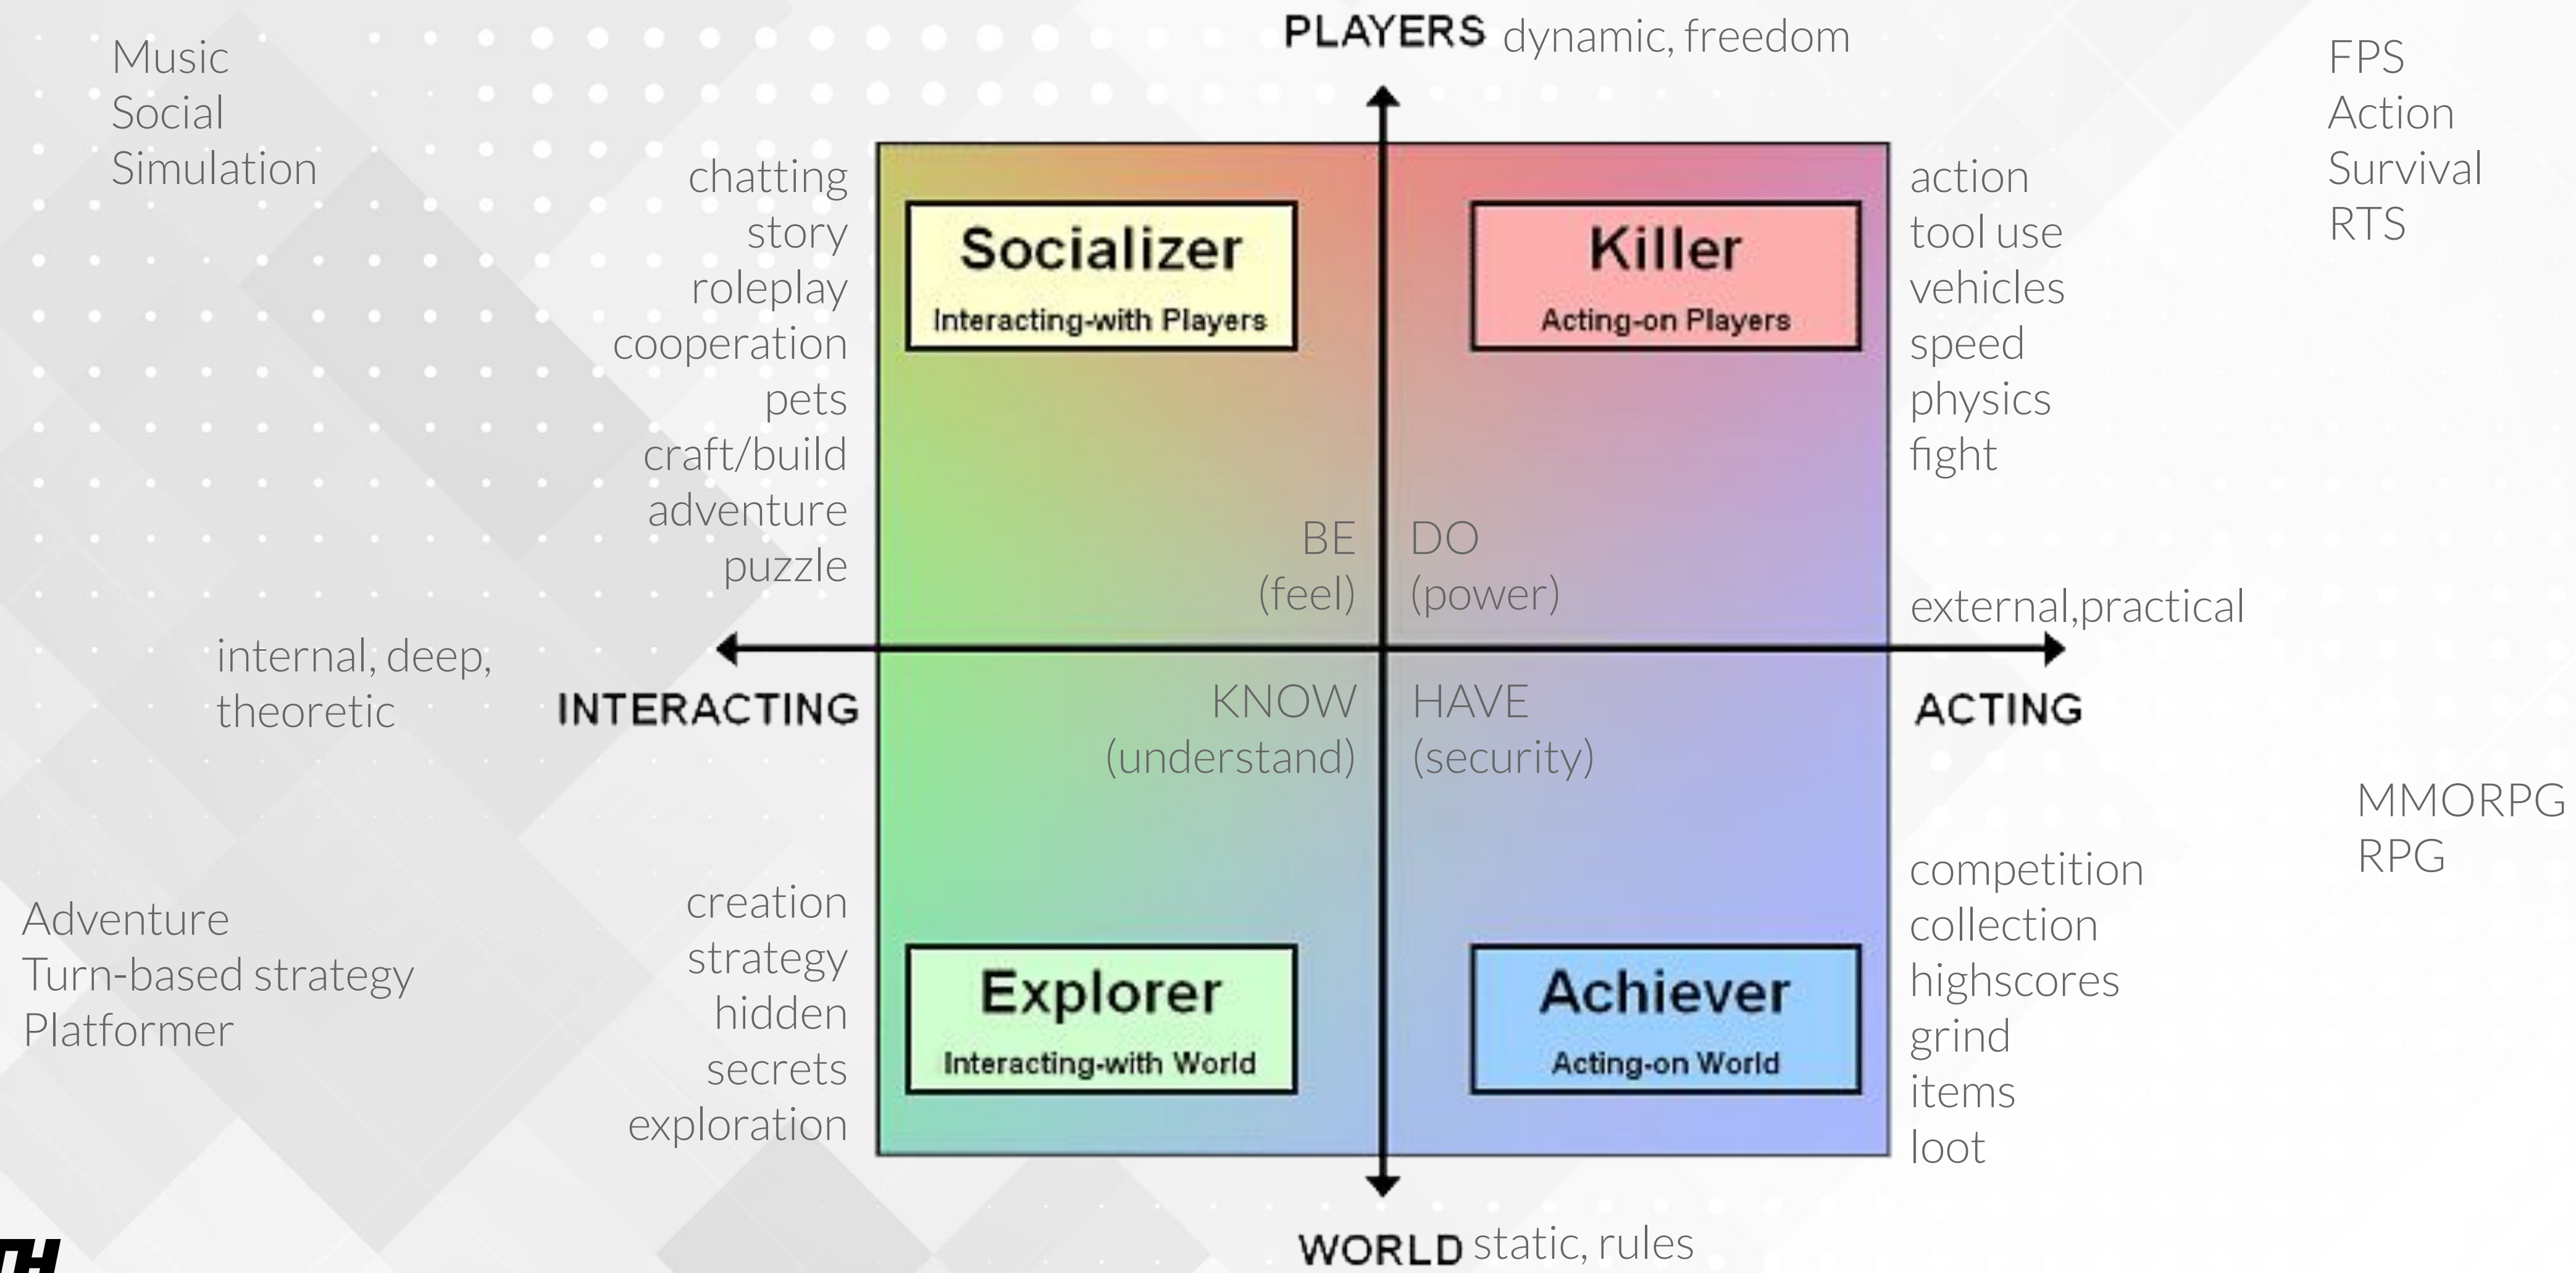 PLAYERS dynamic, freedom
Music
Social
Simulation
FPS
Action
Survival
RTS
chatting
story
roleplay
cooperation
pets
craft/build
adventure
puzzle
Socializer
Interacting-with Players
Killer
Acting-on Players
action
tool use
vehicles
speed
physics
fight
BE
(feel)
DO
(power)
external,practical
internal, deep,
theoretic
INTERACTING
ACTING
KNOW
(understand)
HAVE
(security)
MMORPG
RPG
Adventure
Turn-based strategy
Platformer
creation
strategy
hidden
secrets
exploration
Explorer
Interacting-with World
Achiever
Acting-on World
competition
collection
highscores
grind
items
loot
WORLD static, rules